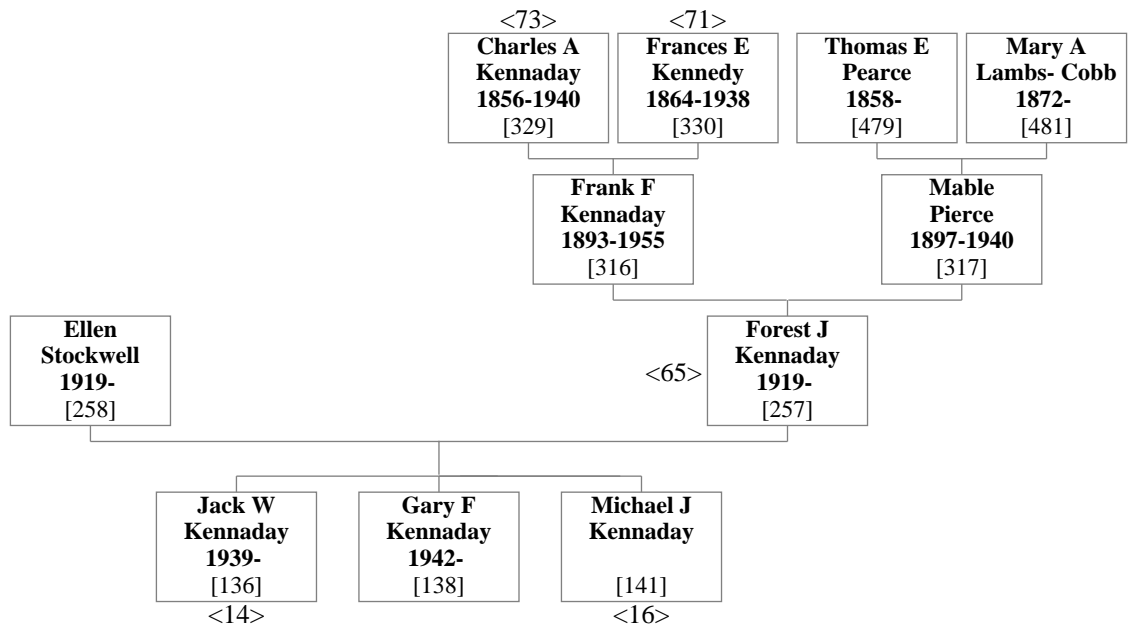 <73>
<71>
Charles A
Kennaday
1856-1940
[329]
Frances E
Kennedy
1864-1938
[330]
Thomas E
Pearce
1858-
[479]
Mary A
Lambs- Cobb
1872-
[481]
Frank F
Kennaday
1893-1955
[316]
Mable
Pierce
1897-1940
[317]
Ellen
Stockwell
1919-
[258]
<65>
Forest J
Kennaday
1919-
[257]
Jack W
Kennaday
1939-
[136]
Gary F
Kennaday
1942-
[138]
Michael J
Kennaday
[141]
<14>
<16>